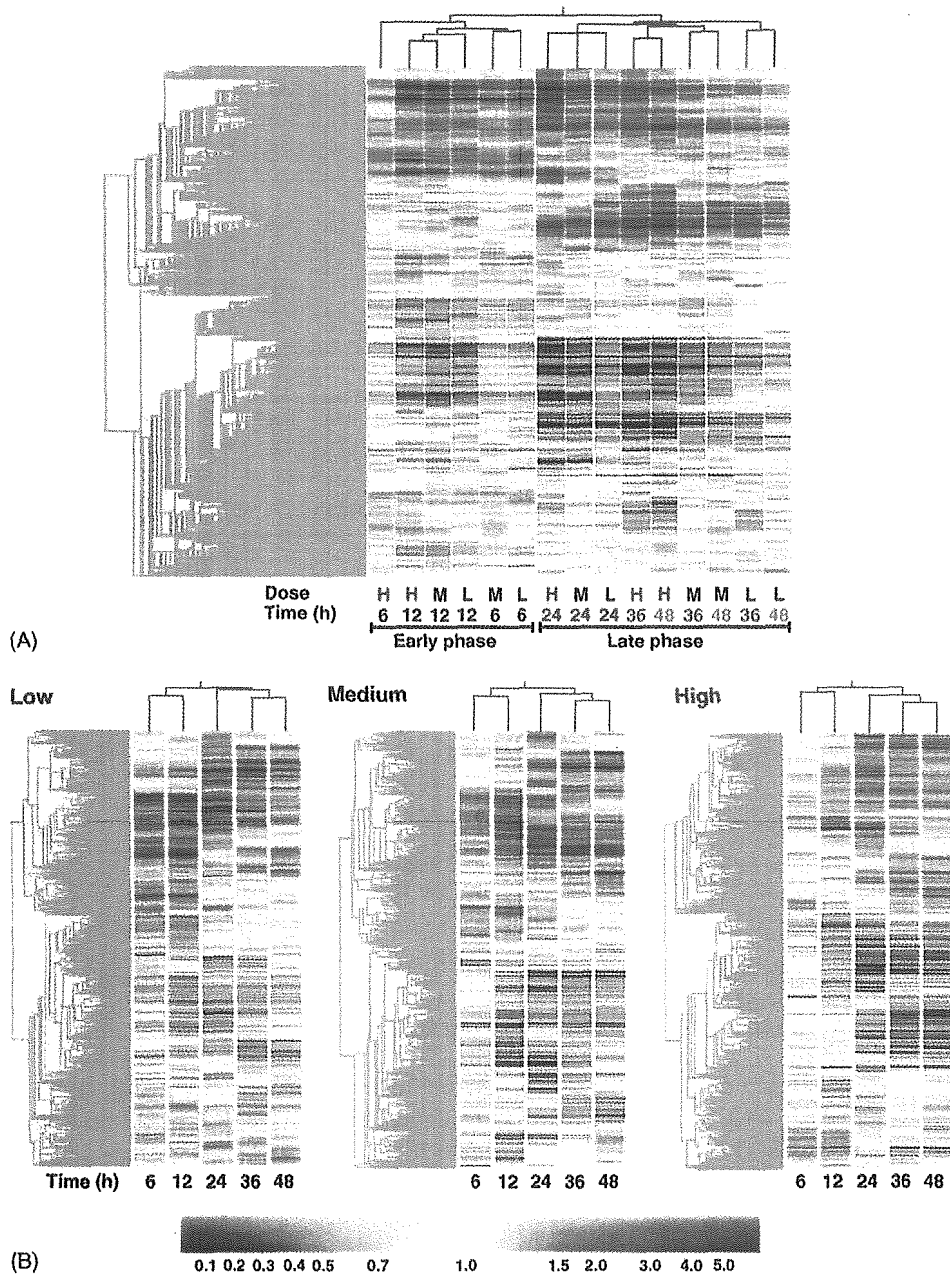 Dose H H M L M L H M L H H M M L L
Time (h) 6 12 12 12 6 6 24 24 24 36 48 36 48 36 48
Early phase Late phase
(A)
Low Medium High
Time (h) 6 12 24 36 48 6 12 24 36 48 6 12 24 36 48
0.1 0.2 0.3 0.4 0.5 0.7 1.0 1.5 2.0 3.0 4.0 5.0
(B)